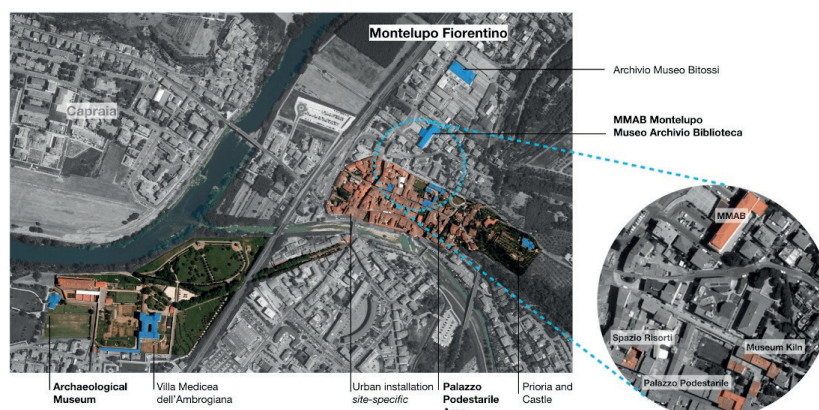 Montelupo Fiorentino
Capraia
Archivio Museo Bitossi
MMAB Montelupo
Museo Archivio Biblioteca
MMAB
Spazio Risorti
Museum Kiln
Palazzo Podestarile
Archaeological
Museum
Villa Medicea
dell'Ambrogiana
Urban installation
site-specific
Palazzo
Podestarile
Prioria and
Castle